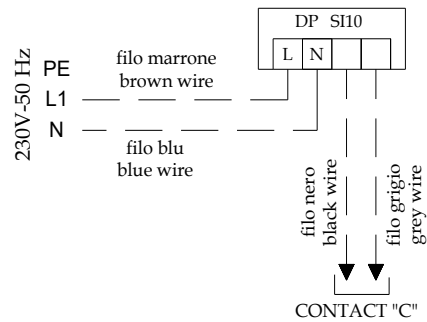 DP SI10
L N
230V-50 Hz
PE
L1
N
filo marrone
brown wire
filo blu
blue wire
filo nero
black wire
filo grigio
grey wire
CONTACT "C"